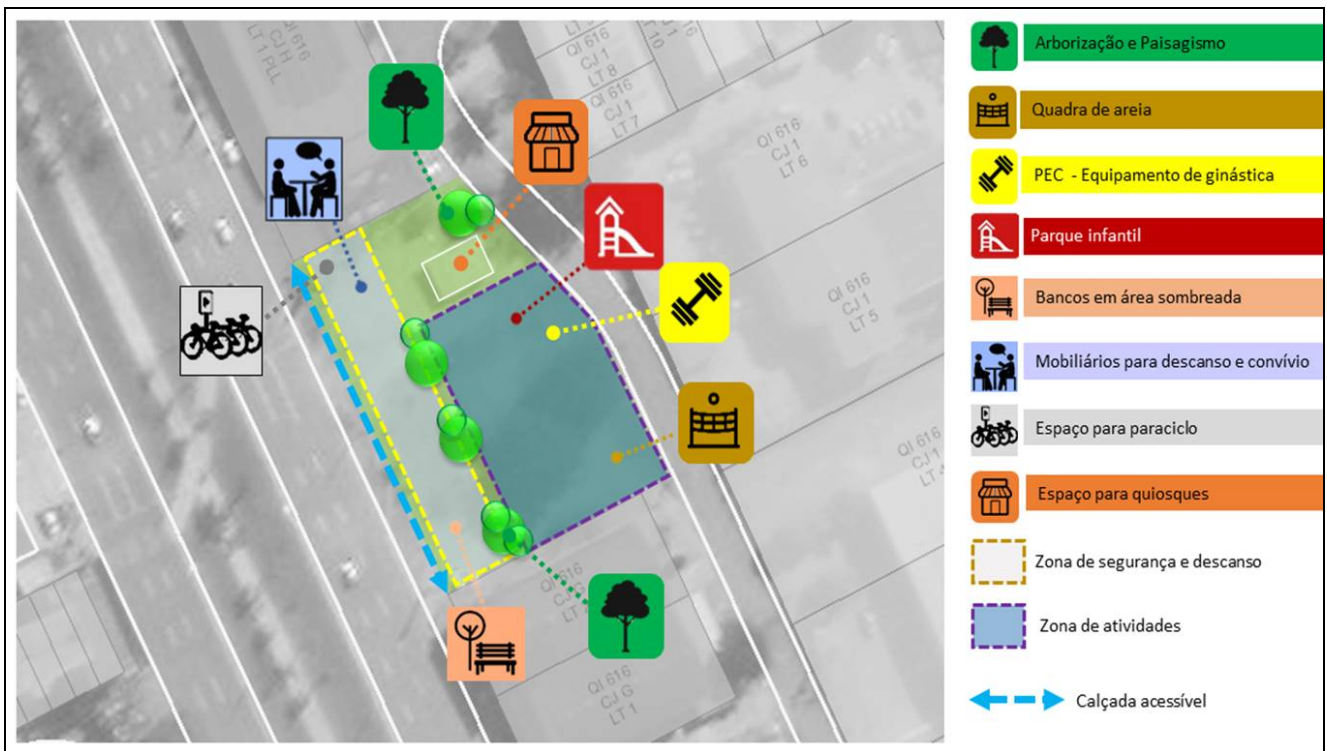 QI 616
CJ H
LT 1 PLL
QI 616
CJ 1
LT 8
QI 616
CJ 1
LT 7
LT 10
QI 616
CJ 1
LT 6
QI 616
CJ 1
LT 5
QI 616
CJ 1
QI 616
CJ G
QI 616
CJ G
LT 1
Arborização e Paisagismo
Quadra de areia
PEC - Equipamento de ginástica
Parque infantil
Bancos em área sombreada
Mobiliários para descanso e convívio
Espaço para paraciclo
Espaço para quiosques
Zona de segurança e descanso
Zona de atividades
Calçada acessível